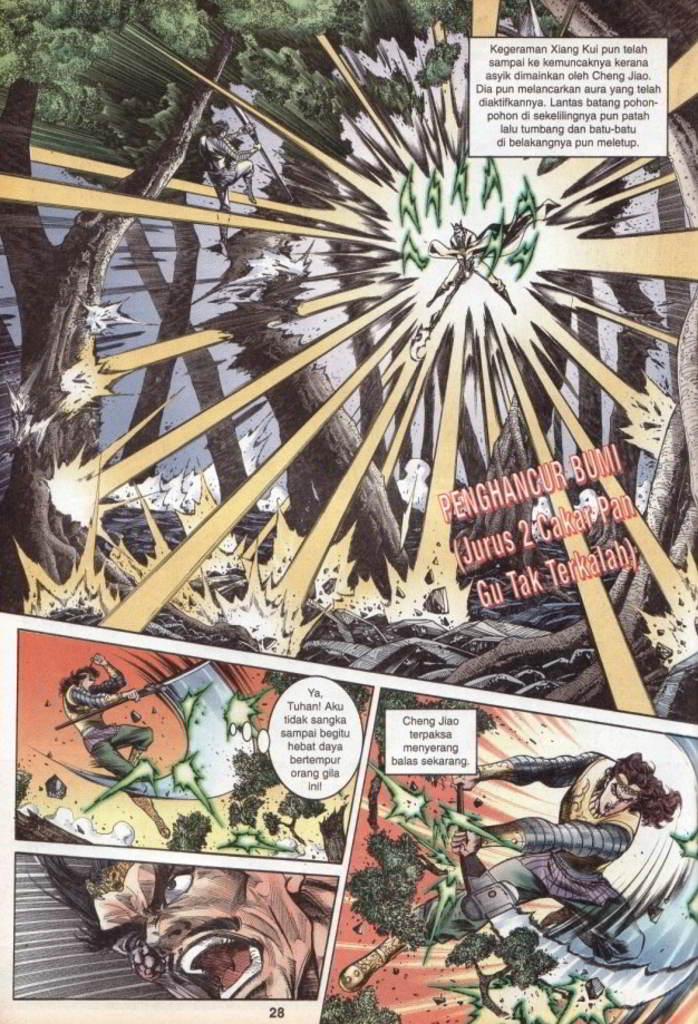 Kegeraman Xiang Kui pun telah
sampai ke kemuncaknya kerana
asyik dimainkan oleh Cheng Jiao.
Dia pun melancarkan aura yang telah
diaktifkannya. Lantas batang pohon-
pohon di sekelilingnya pun patah
lalu tumbang dan batu-batu
di belakangnya pun meletup.
PENGHANCUR BUMI
(Jurus 2 Cakar Pan
Gu Tak Terkalah)
Ya,
Tuhan! Aku
tidak sangka
sampai begitu
hebat daya
bertempur
orang gila
ini!
Cheng Jiao
terpaksa
menyerang
balas sekarang.
28